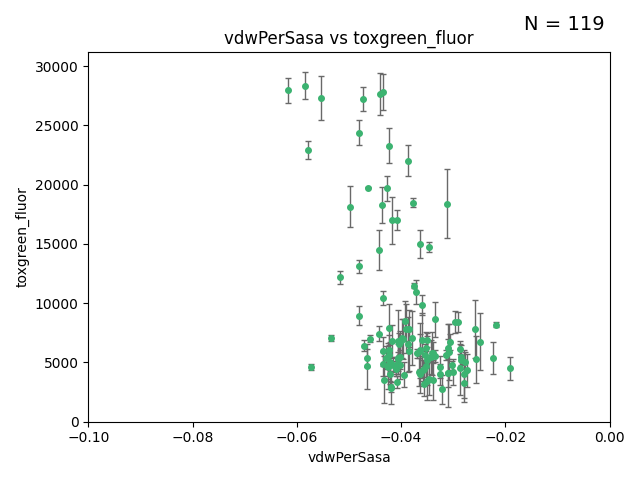 N = 119
vdwPerSasa vs toxgreen_fluor
30000
25000
20000
15000
10000
5000
0
toxgreen_fluor
−0.10 −0.08 −0.06 −0.04 −0.02 0.00
vdwPerSasa